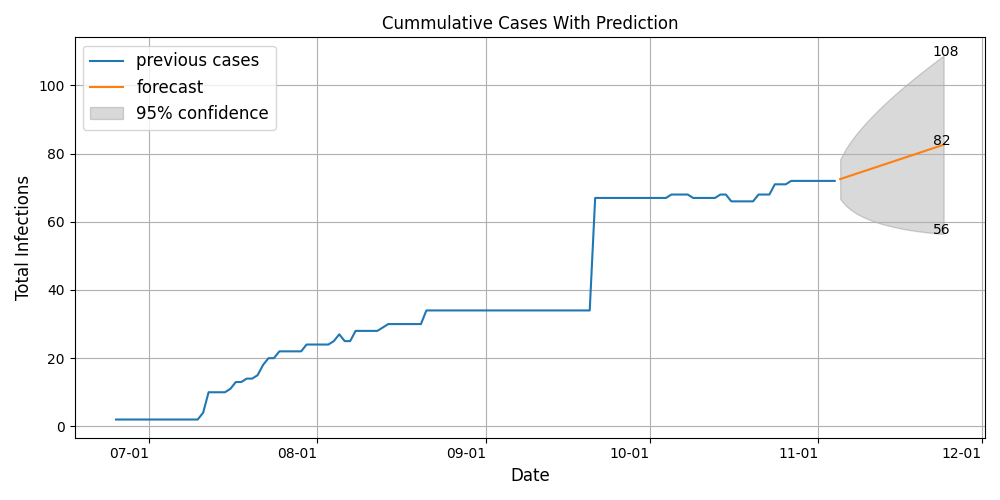 Cummulative Cases With Prediction
previous cases
forecast
95% confidence
108
82
56
Total Infections
100
80
60
40
20
0
07-01
08-01
09-01
10-01
11-01
12-01
Date